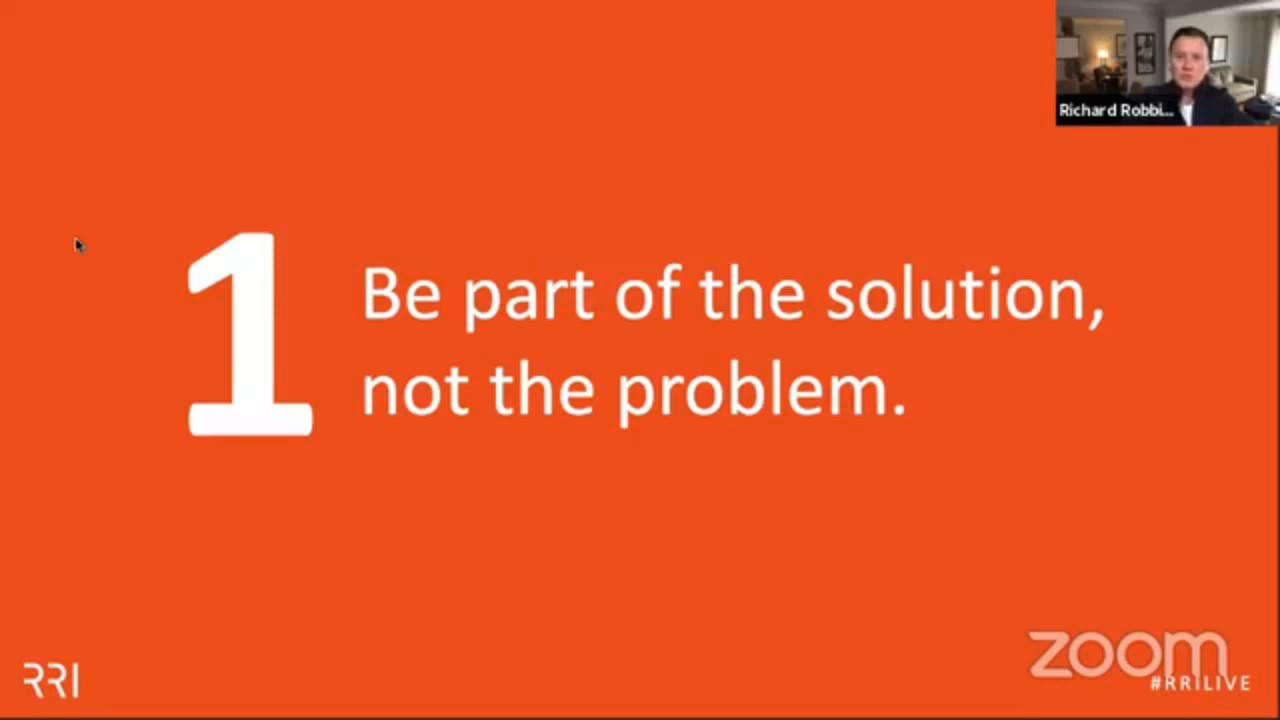 Richard Robbi...
1
Be part of the solution,
not the problem.
RRI
zoom
#RRILIVE